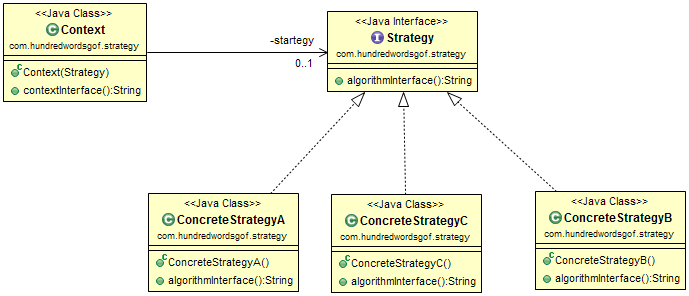 <<Java Class>>
Context
com.hundredwordsgof.strategy
Context(Strategy)
contextInterface():String
-startegy
0..1
<<Java Interface>>
Strategy
com.hundredwordsgof.strategy
algorithmInterface():String
<<Java Class>>
ConcreteStrategyA
com.hundredwordsgof.strategy
ConcreteStrategyA()
algorithmInterface():String
<<Java Class>>
ConcreteStrategyC
com.hundredwordsgof.strategy
ConcreteStrategyC()
algorithmInterface():String
<<Java Class>>
ConcreteStrategyB
com.hundredwordsgof.strategy
ConcreteStrategyB()
algorithmInterface():String